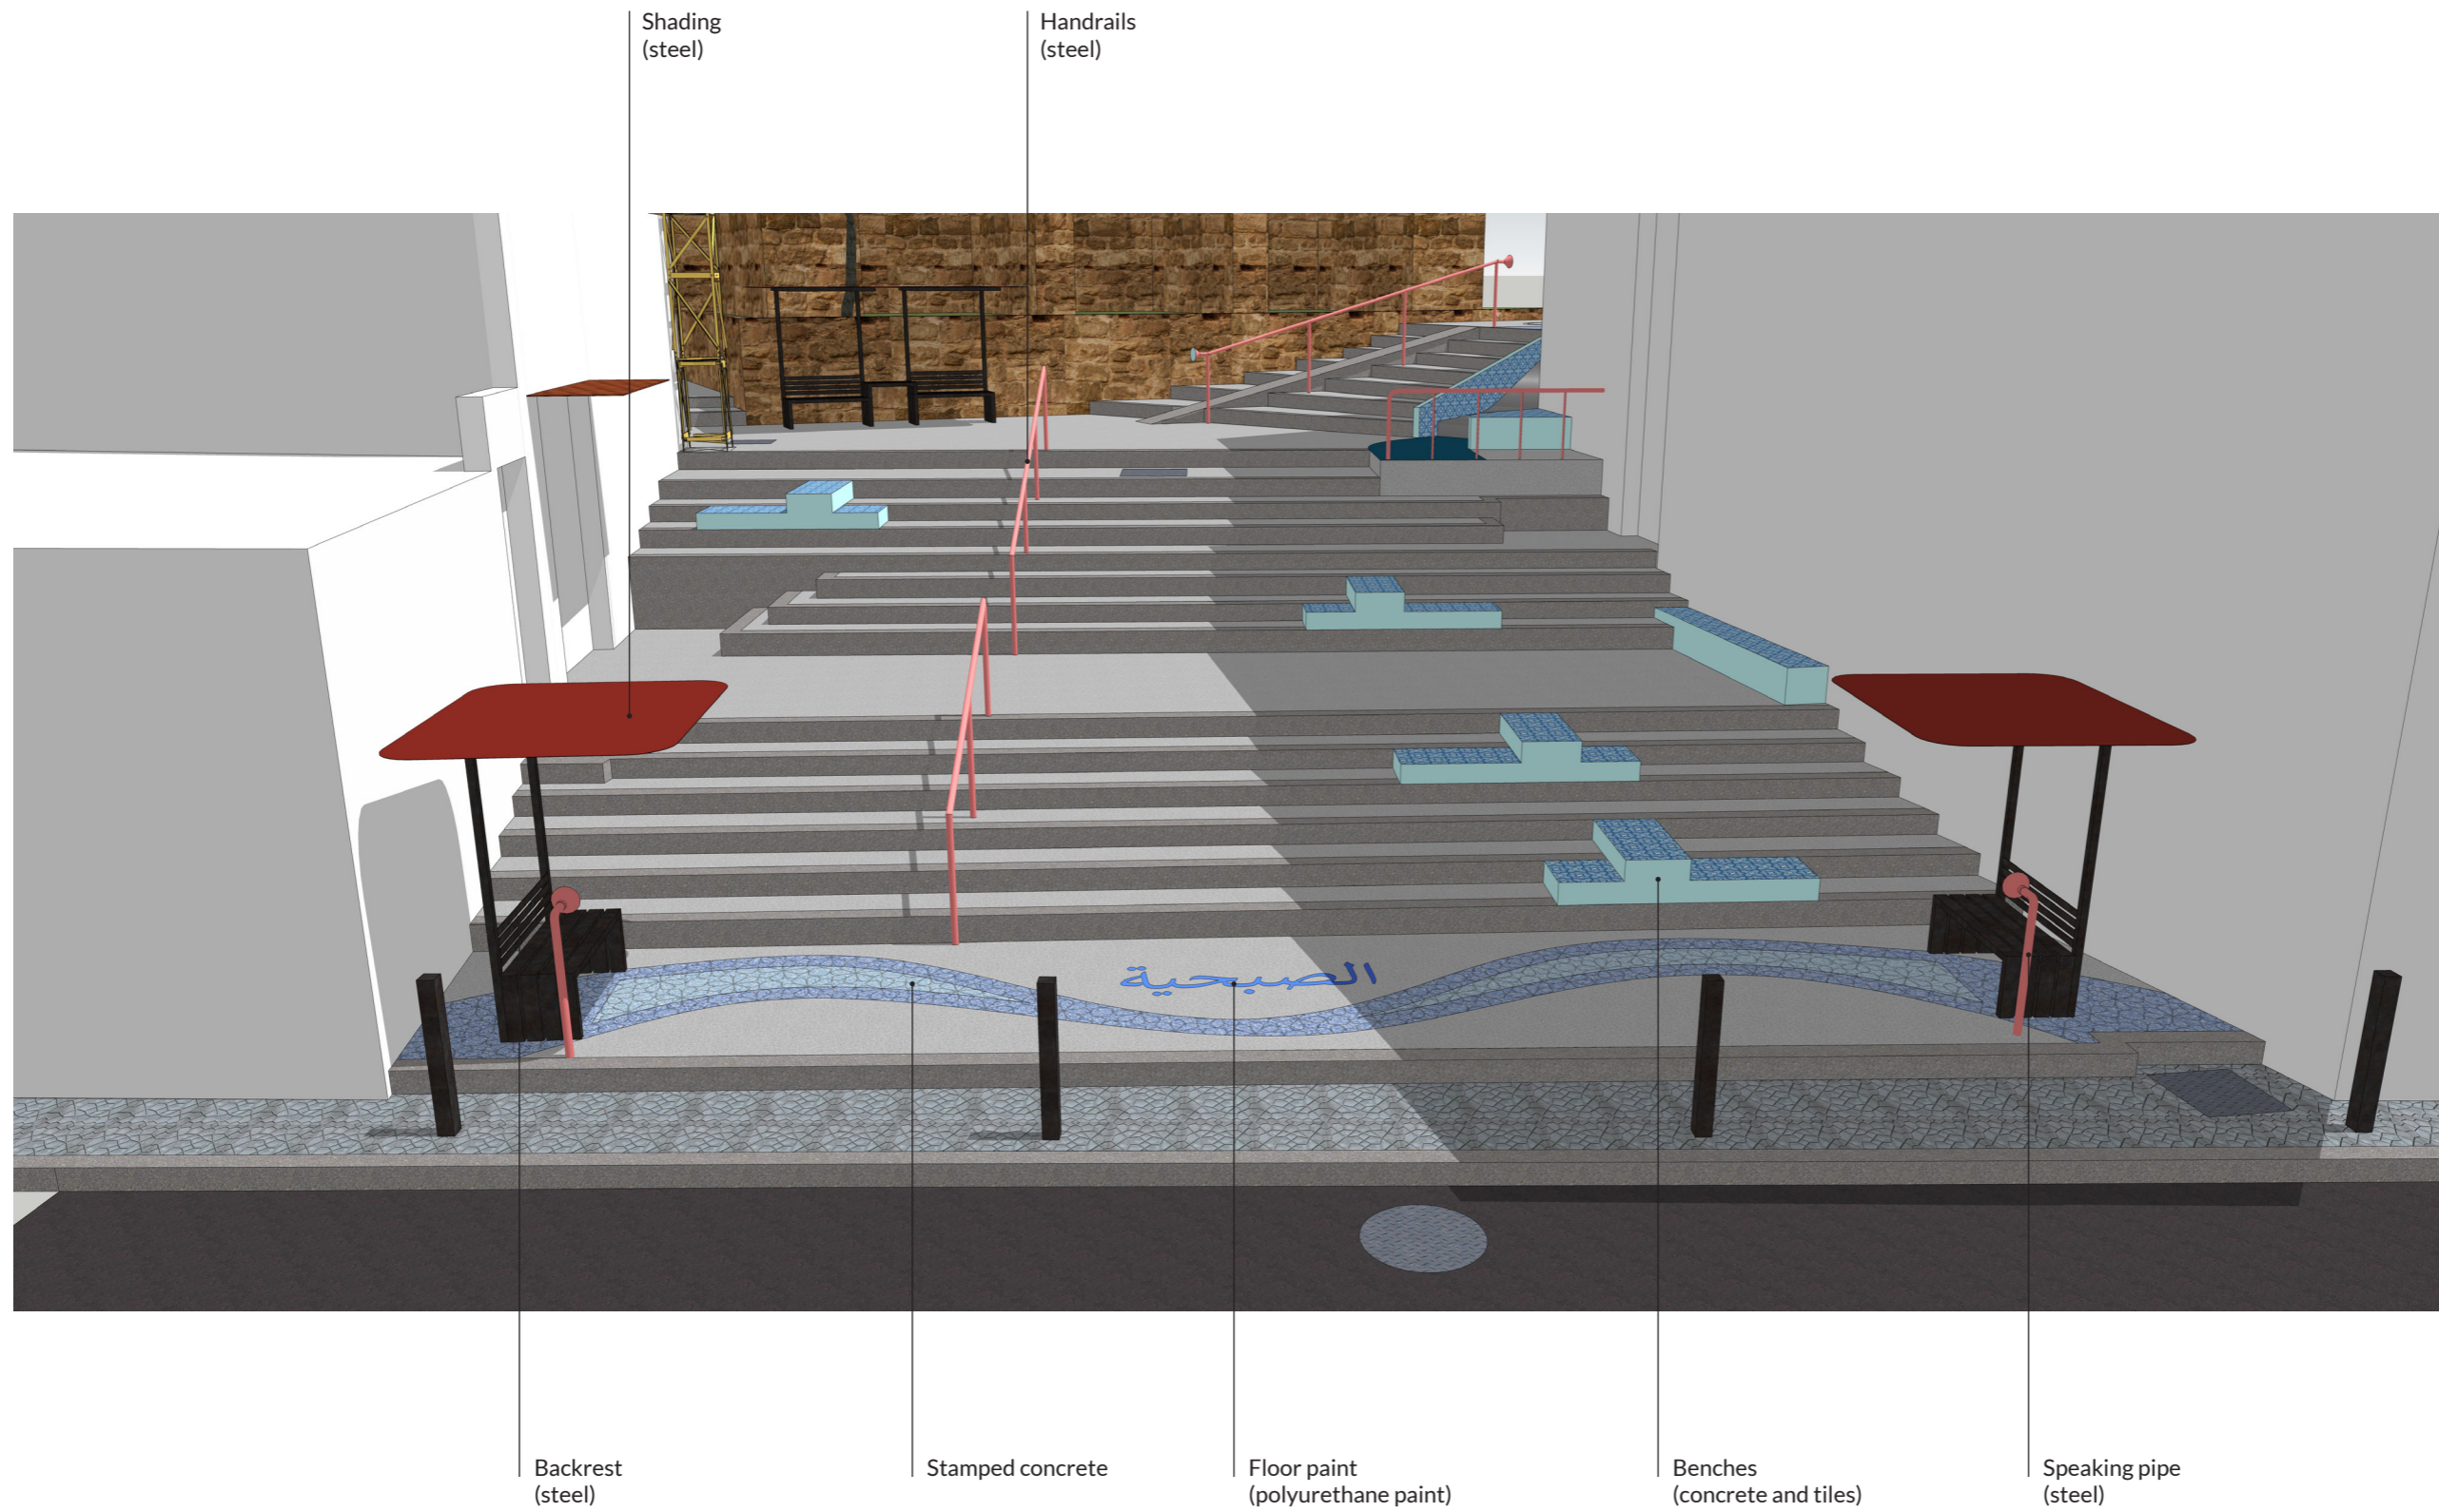 Shading
(steel)
Handrails
(steel)
الصبحية
Backrest
(steel)
Stamped concrete
Floor paint
(polyurethane paint)
Benches
(concrete and tiles)
Speaking pipe
(steel)